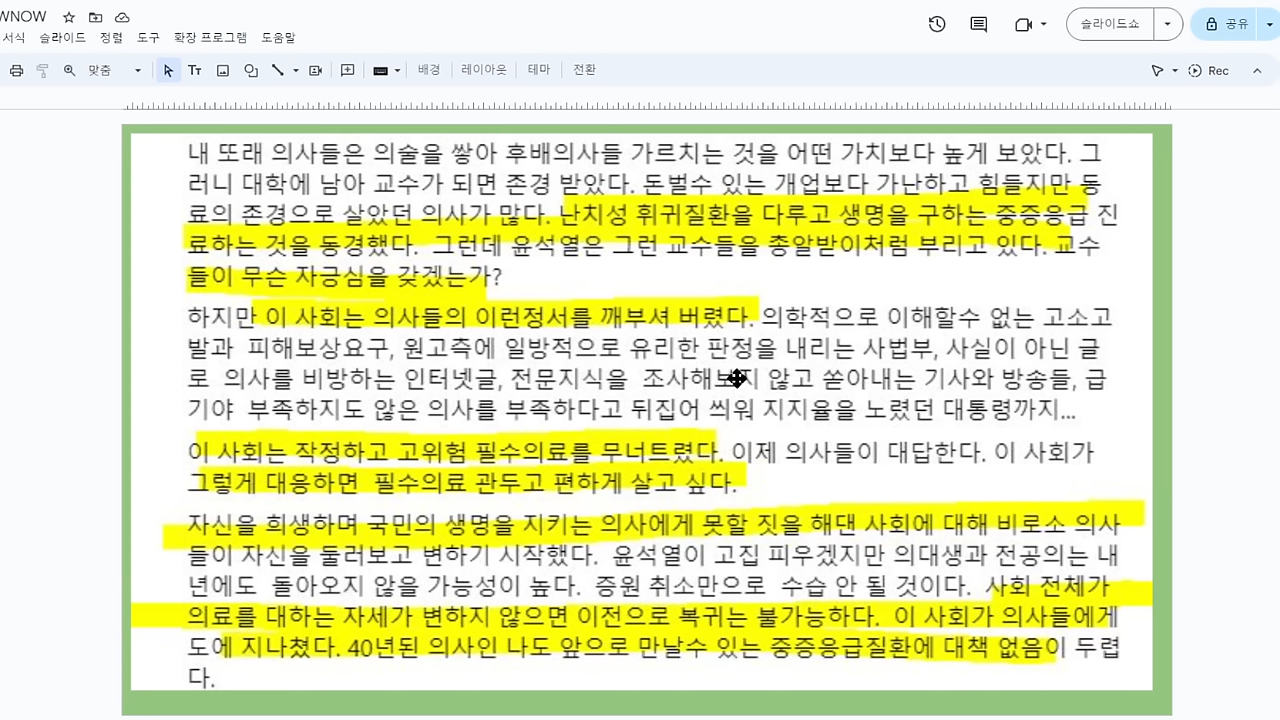 WNOW
서식 슬라이드 정렬 도구 확장 프로그램 도움말
슬라이드쇼
공유
맞춤
Tт
배경
레이아웃
테마
전환
Rec
내 또래 의사들은 의술을 쌓아 후배의사들 가르치는 것을 어떤 가치보다 높게 보았다. 그
러니 대학에 남아 교수가 되면 존경 받았다. 돈벌수 있는 개업보다 가난하고 힘들지만 동
료의 존경으로 살았던 의사가 많다. 난치성 휘귀질환을 다루고 생명을 구하는 중증응급 진
료하는 것을 동경했다. 그런데 윤석열은 그런 교수들을 총알받이처럼 부리고 있다. 교수
들이 무슨 자긍심을 갖겠는가?
하지만 이 사회는 의사들의 이런정서를 깨부셔 버렸다. 의학적으로 이해할수 없는 고소고
발과 피해보상요구, 원고측에 일방적으로 유리한 판정을 내리는 사법부, 사실이 아닌 글
로 의사를 비방하는 인터넷글, 전문지식을 조사해보지 않고 쏟아내는 기사와 방송들, 급
기야 부족하지도 않은 의사를 부족하다고 뒤집어 씌워 지지율을 노렸던 대통령까지...
이 사회는 작정하고 고위험 필수의료를 무너트렸다. 이제 의사들이 대답한다. 이 사회가
그렇게 대응하면 필수의료 관두고 편하게 살고 싶다.
자신을 희생하며 국민의 생명을 지키는 의사에게 못할 짓을 해댄 사회에 대해 비로소 의사
들이 자신을 둘러보고 변하기 시작했다. 윤석열이 고집 피우겠지만 의대생과 전공의는 내
년에도 돌아오지 않을 가능성이 높다. 증원 취소만으로 수습 안 될 것이다. 사회 전체가
의료를 대하는 자세가 변하지 않으면 이전으로 복귀는 불가능하다. 이 사회가 의사들에게
도에 지나쳤다. 40년된 의사인 나도 앞으로 만날수 있는 중증응급질환에 대책 없음이 두렵
다.